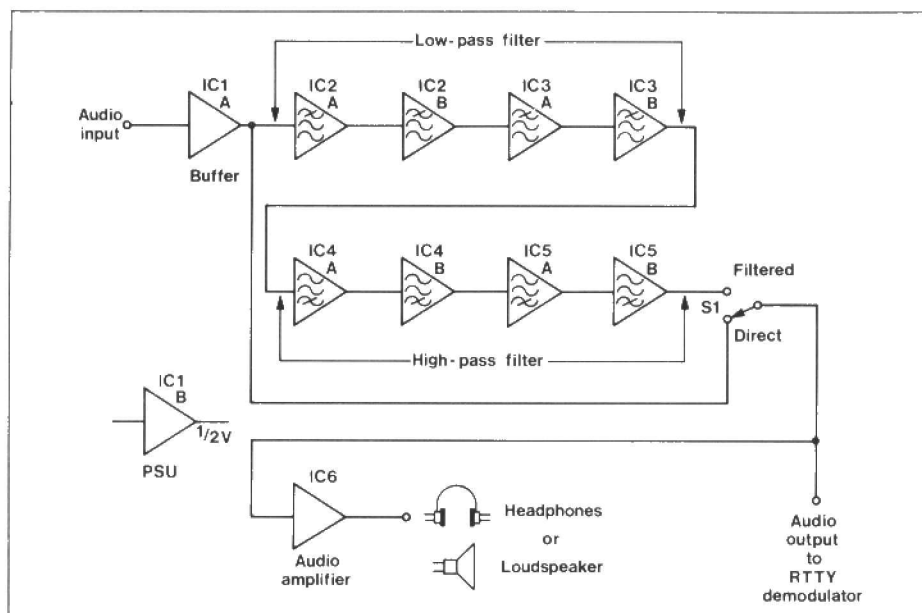 Low-pass filter
IC1
A
IC2
A
IC2
B
IC3
A
IC3
B
Audio
input
Buffer
IC4
A
IC4
B
IC5
A
IC5
B
Filtered
S1
Direct
High-pass filter
IC1
B
1/2V
PSU
IC6
Audio
amplifier
Headphones
or
Loudspeaker
Audio
output
to
RTTY
demodulator